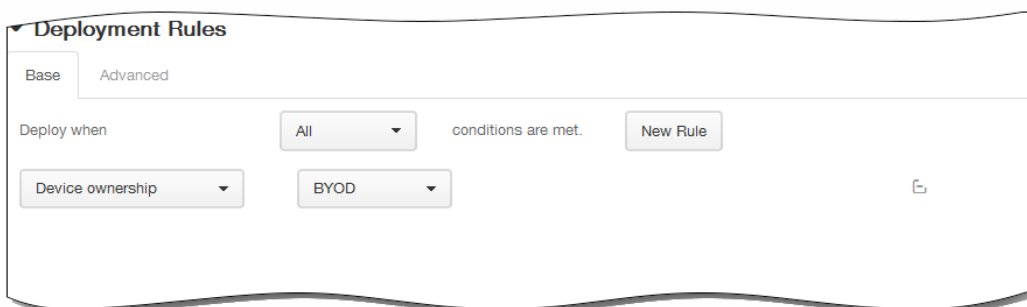 Deployment Rules
Base Advanced
Deploy when All conditions are met. New Rule
Device ownership BYOD